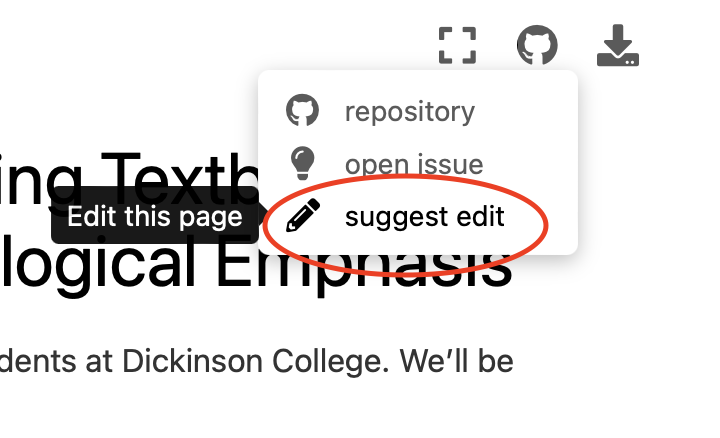 repository
open issue
ing Textb
Edit this page
suggest edit
logical Emphasis
dents at Dickinson College. We’ll be